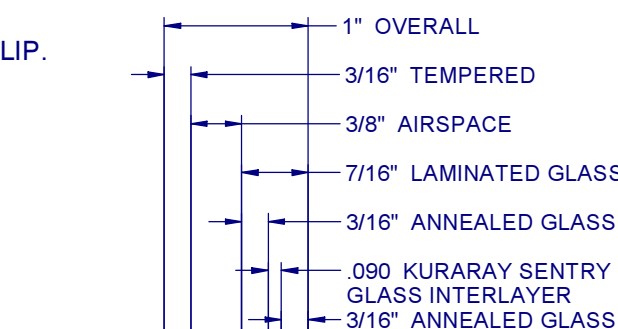 1" OVERALL
LIP.
3/16" TEMPERED
3/8" AIRSPACE
7/16" LAMINATED GLASS
3/16" ANNEALED GLASS
.090 KURARAY SENTRY
GLASS INTERLAYER
3/16" ANNEALED GLASS